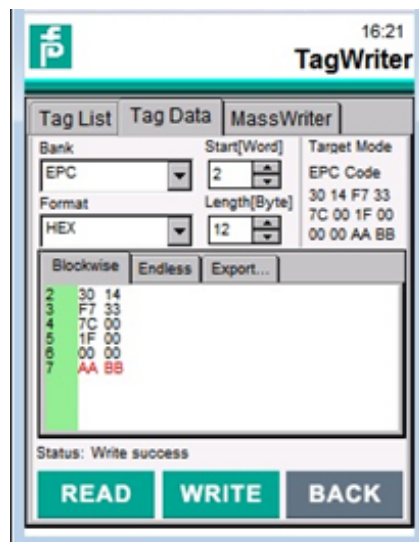 16:21
TagWriter
Tag List Tag Data MassWriter
Bank Start[Word] Target Mode
EPC 2 EPC Code
Format Length[Byte] 30 14 F7 33
HEX 12 7C 00 1F 00
00 00 AA BB
Blockwise Endless Export...
2 30 14
3 F7 33
4 7C 00
5 1F 00
6 00 00
7 AA BB
Status: Write success
READ WRITE BACK